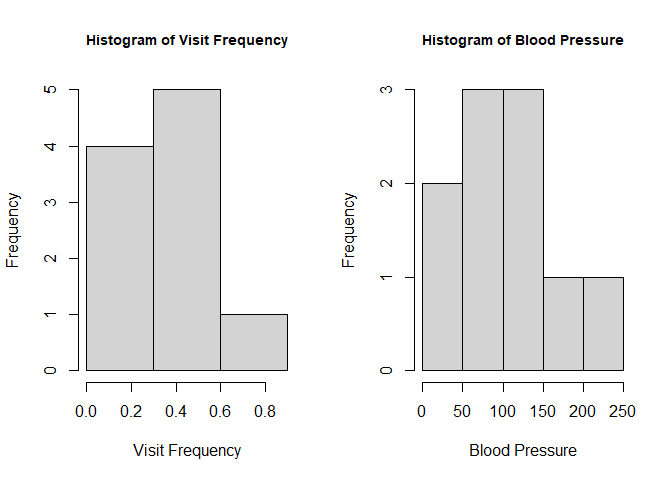 Histogram of Visit Frequency
Frequency
0 1 2 3 4 5
0.0 0.2 0.4 0.6 0.8
Visit Frequency
Histogram of Blood Pressure
Frequency
0 1 2 3
0 50 100 150 200 250
Blood Pressure